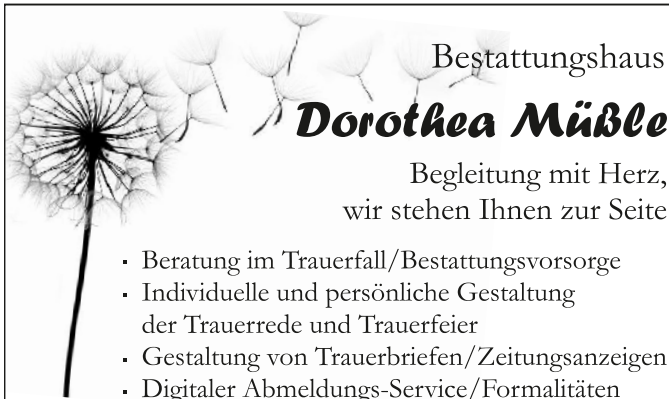 Bestattungshaus
Dorothea Müßle
Begleitung mit Herz,
wir stehen Ihnen zur Seite
▪ Beratung im Trauerfall/Bestattungsvorsorge
▪ Individuelle und persönliche Gestaltung
der Trauerrede und Trauerfeier
▪ Gestaltung von Trauerbriefen/Zeitungsanzeigen
▪ Digitaler Abmeldungs-Service/Formalitäten